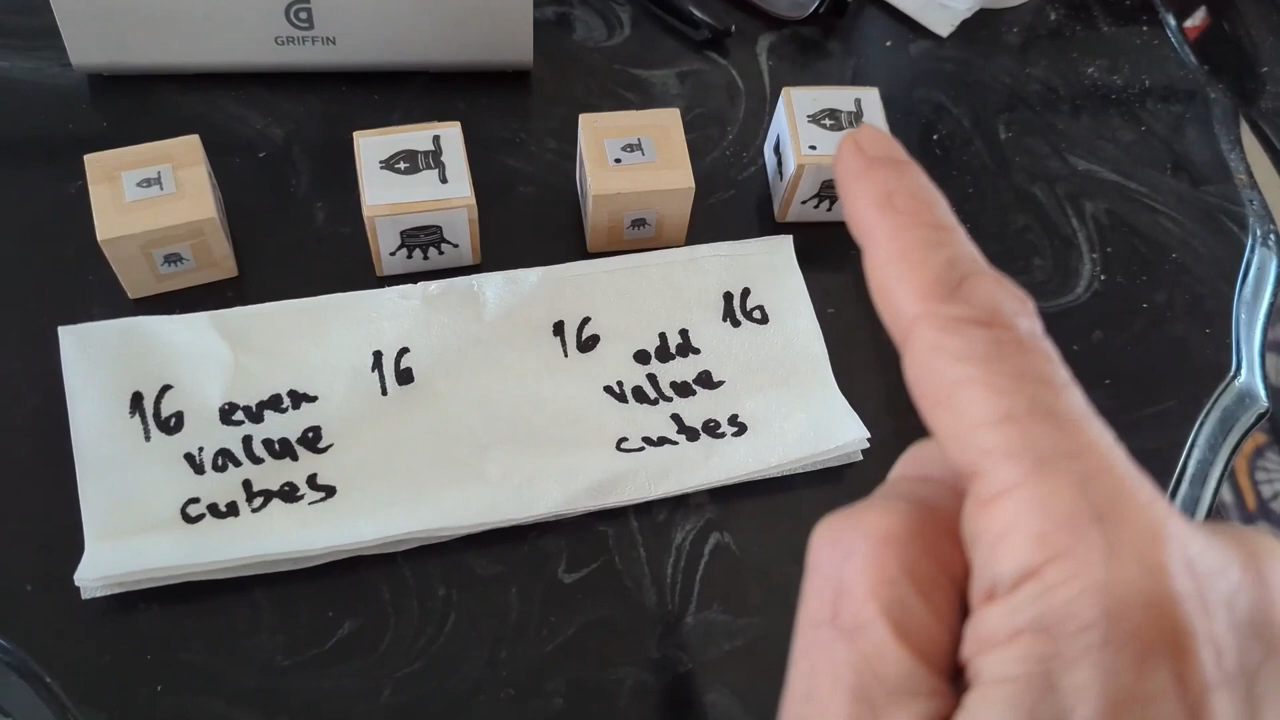 GRIFFIN
16 even 16
value
cubes
16 odd 16
value
cubes